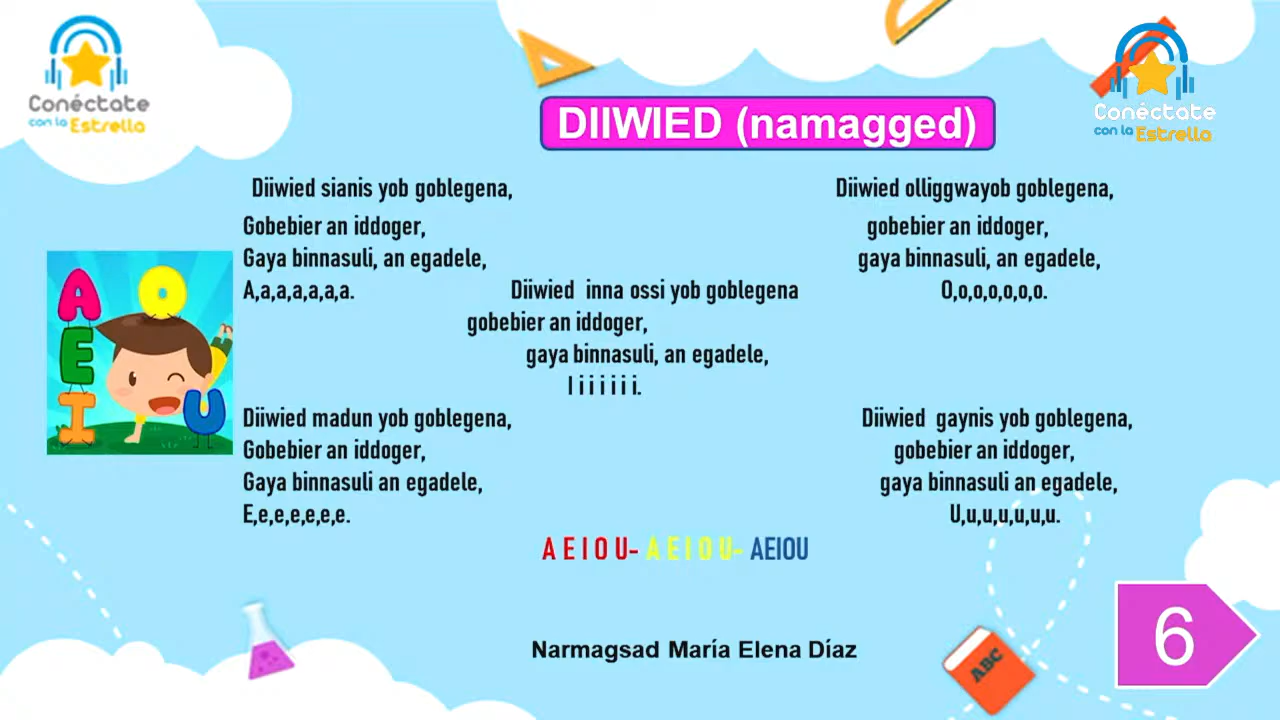 Conéctate
con la Estrella
Conéctate
con la Estrella
DIIWIED (namagged)
Diiwied sianis yob goblegena,
Gobebier an iddoger,
Gaya binnasuli, an egadele,
A,a,a,a,a,a,a.
Diiwied madun yob goblegena,
Gobebier an iddoger,
Gaya binnasuli an egadele,
E,e,e,e,e,e,e.
Diiwied inna ossi yob goblegena
gobebier an iddoger,
gaya binnasuli, an egadele,
I i i i i i i.
Diiwied olliggwayob goblegena,
gobebier an iddoger,
gaya binnasuli, an egadele,
O,o,o,o,o,o,o.
Diiwied gaynis yob goblegena,
gobebier an iddoger,
gaya binnasuli an egadele,
U,u,u,u,u,u,u.
A E I O U- A E I O U- AEIOU
Narmagsad María Elena Díaz
A O
E
I U
ABC
6